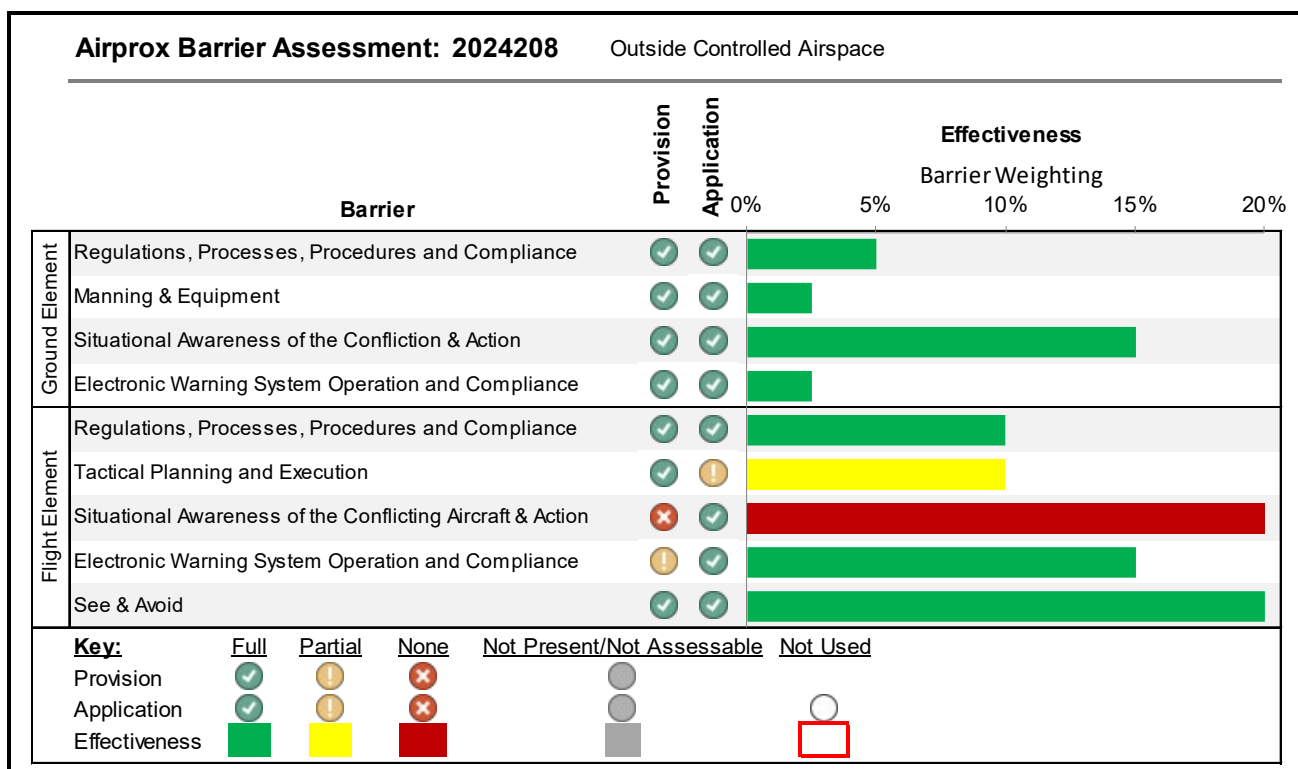 Airprox Barrier Assessment: 2024208 Outside Controlled Airspace
Barrier
Provision
Application
Effectiveness
Barrier Weighting
0% 5% 10% 15% 20%
Ground Element
Regulations, Processes, Procedures and Compliance
Manning & Equipment
Situational Awareness of the Confliction & Action
Electronic Warning System Operation and Compliance
Flight Element
Regulations, Processes, Procedures and Compliance
Tactical Planning and Execution
Situational Awareness of the Conflicting Aircraft & Action
Electronic Warning System Operation and Compliance
See & Avoid
Key: Full Partial None Not Present/Not Assessable Not Used
Provision
Application
Effectiveness